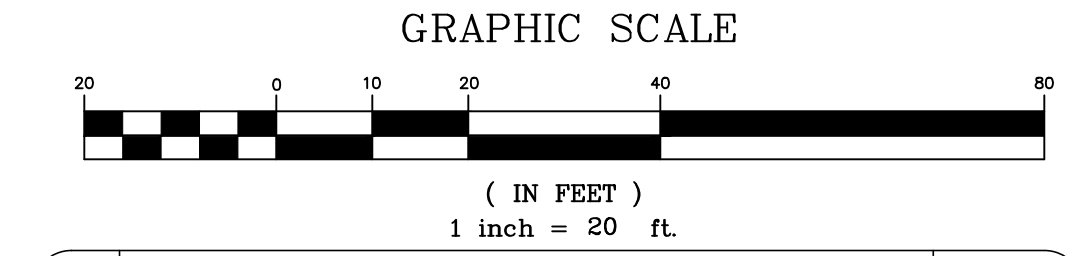 GRAPHIC SCALE
20 0 10 20 40 80
( IN FEET )
1 inch = 20 ft.